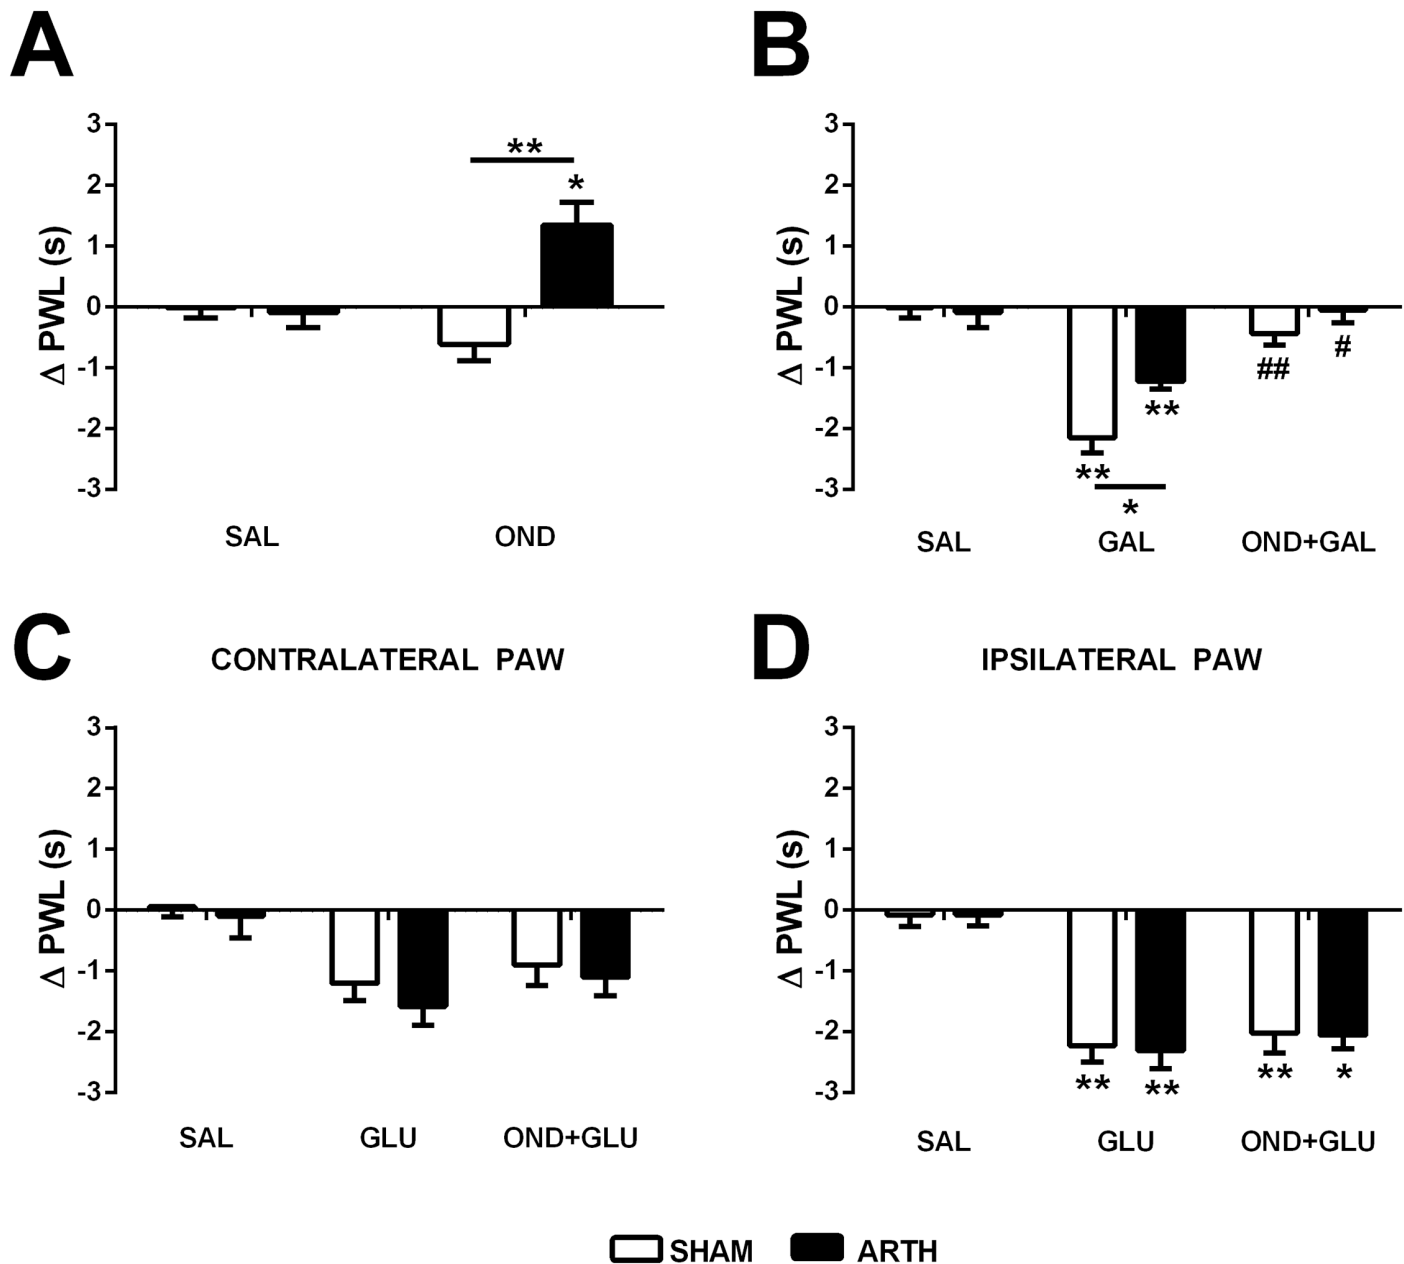 A
B
3
2
1
0
-1
-2
-3
Δ PWL (s)
**
*
SAL
OND
3
2
1
0
-1
-2
-3
Δ PWL (s)
**
**
*
##
#
SAL
GAL
OND+GAL
C
CONTRALATERAL PAW
D
IPSILATERAL PAW
3
2
1
0
-1
-2
-3
Δ PWL (s)
SAL
GLU
OND+GLU
3
2
1
0
-1
-2
-3
Δ PWL (s)
**
**
**
*
SAL
GLU
OND+GLU
SHAM
ARTH